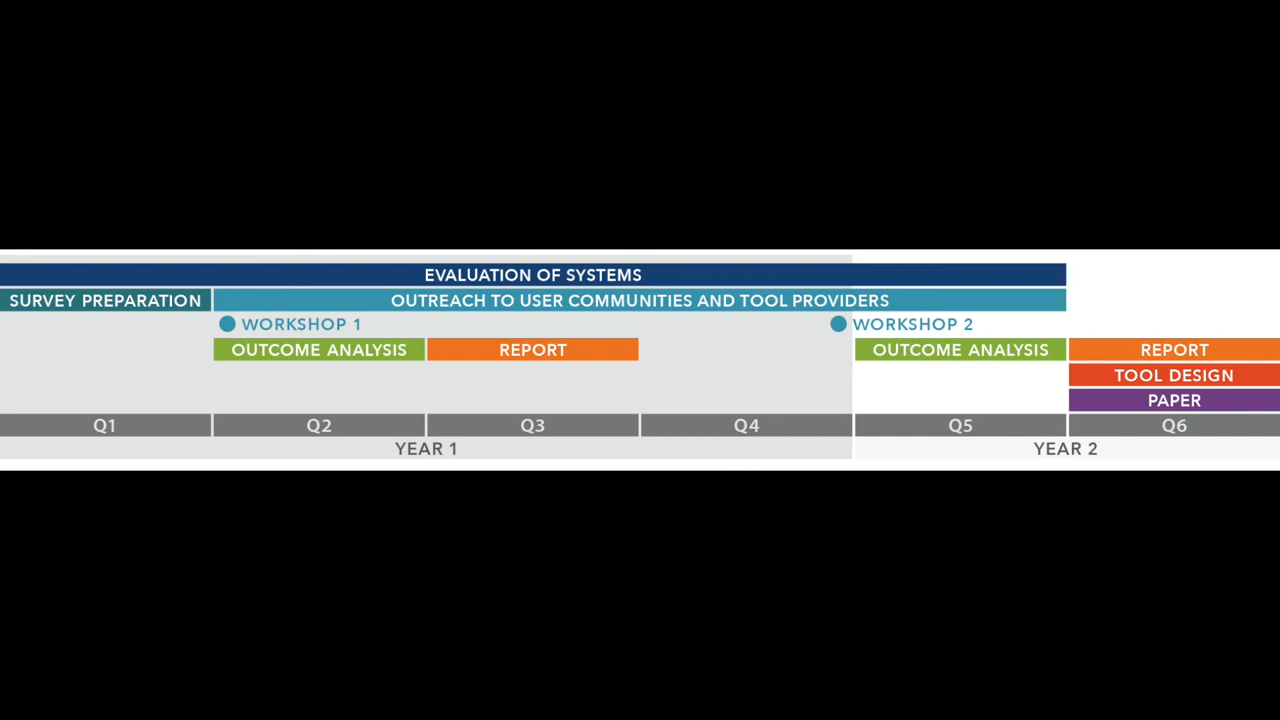 EVALUATION OF SYSTEMS
SURVEY PREPARATION OUTREACH TO USER COMMUNITIES AND TOOL PROVIDERS
WORKSHOP 1 WORKSHOP 2
OUTCOME ANALYSIS REPORT OUTCOME ANALYSIS REPORT
TOOL DESIGN
PAPER
Q1 Q2 Q3 Q4 Q5 Q6
YEAR 1 YEAR 2